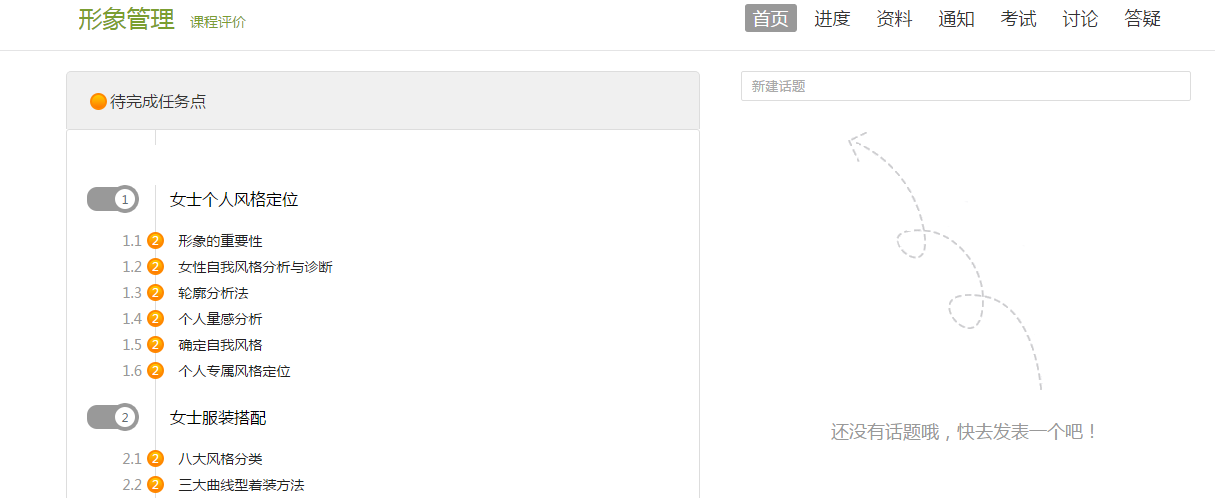 形象管理 课程评价
首页 进度 资料 通知 考试 讨论 答疑
待完成任务点
新建话题
1 女士个人风格定位
1.1 2 形象的重要性
1.2 2 女性自我风格分析与诊断
1.3 2 轮廓分析法
1.4 2 个人量感分析
1.5 2 确定自我风格
1.6 2 个人专属风格定位
2 女士服装搭配
2.1 2 八大风格分类
2.2 2 三大曲线型着装方法
还没有话题哦，快去发表一个吧！